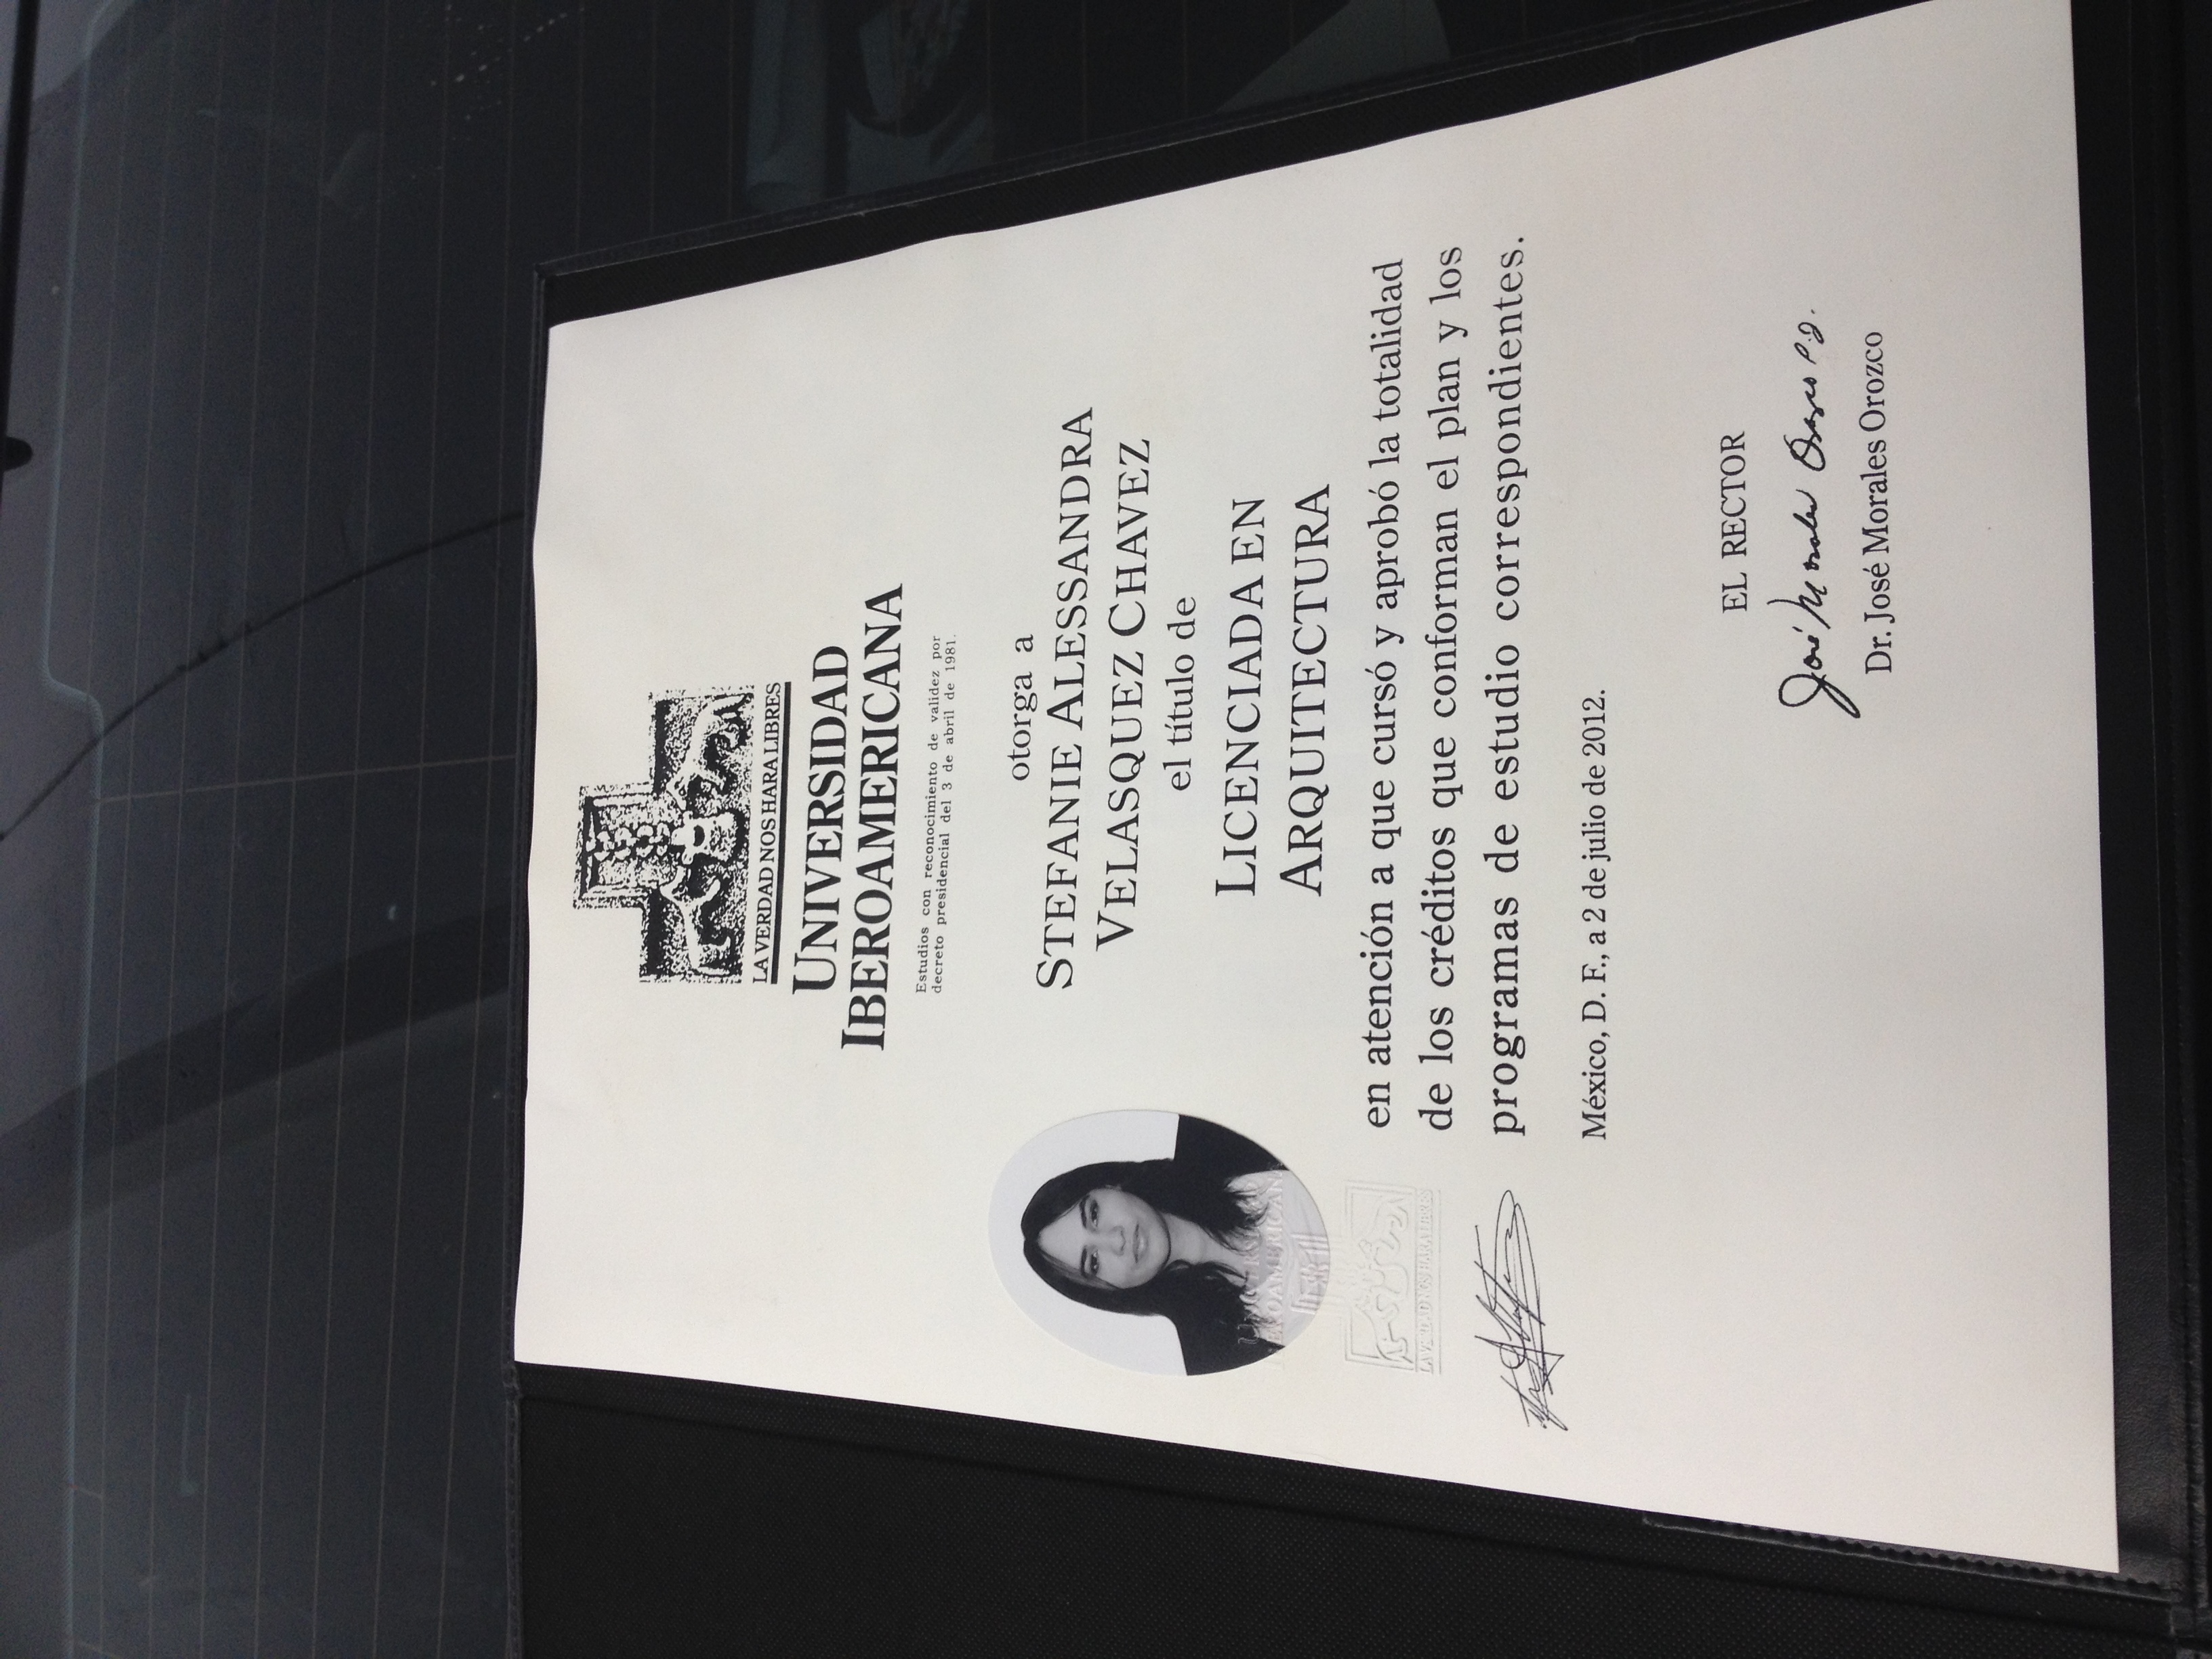 LA VERDAD NOS HARA LIBRES
UNIVERSIDAD
IBEROAMERICANA
Estudios con reconocimiento de validez por
decreto presidencial del 3 de abril de 1981.
otorga a
STEFANIE ALESSANDRA
VELASQUEZ CHAVEZ
el título de
LICENCIADA EN
ARQUITECTURA
en atención a que cursó y aprobó la totalidad
de los créditos que conforman el plan y los
programas de estudio correspondientes.
UNIVERSIDAD
IBEROAMERICANA
LA VERDAD NOS HARA LIBRES
México, D. F., a 2 de julio de 2012.
EL RECTOR
José Morales Orozco
Dr. José Morales Orozco